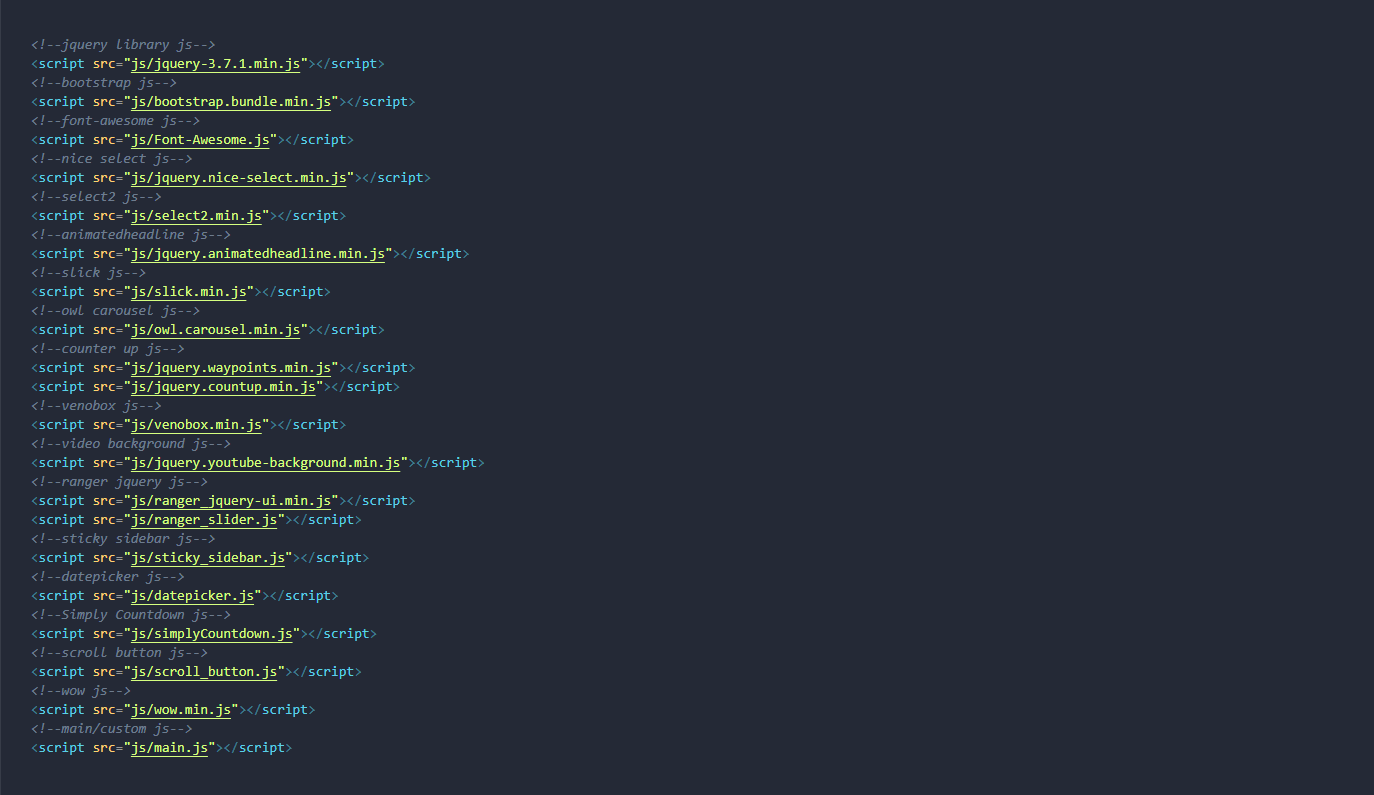 <!--jquery library js-->
<script src="js/jquery-3.7.1.min.js"></script>
<!--bootstrap js-->
<script src="js/bootstrap.bundle.min.js"></script>
<!--font-awesome js-->
<script src="js/Font-Awesome.js"></script>
<!--nice select js-->
<script src="js/jquery.nice-select.min.js"></script>
<!--select2 js-->
<script src="js/select2.min.js"></script>
<!--animatedheadline js-->
<script src="js/jquery.animatedheadline.min.js"></script>
<!--slick js-->
<script src="js/slick.min.js"></script>
<!--owl carousel js-->
<script src="js/owl.carousel.min.js"></script>
<!--counter up js-->
<script src="js/jquery.waypoints.min.js"></script>
<script src="js/jquery.countup.min.js"></script>
<!--venobox js-->
<script src="js/venobox.min.js"></script>
<!--video background js-->
<script src="js/jquery.youtube-background.min.js"></script>
<!--ranger jquery js-->
<script src="js/ranger_jquery-ui.min.js"></script>
<script src="js/ranger_slider.js"></script>
<!--sticky sidebar js-->
<script src="js/sticky_sidebar.js"></script>
<!--datepicker js-->
<script src="js/datepicker.js"></script>
<!--Simply Countdown js-->
<script src="js/simplyCountdown.js"></script>
<!--scroll button js-->
<script src="js/scroll_button.js"></script>
<!--wow js-->
<script src="js/wow.min.js"></script>
<!--main/custom js-->
<script src="js/main.js"></script>